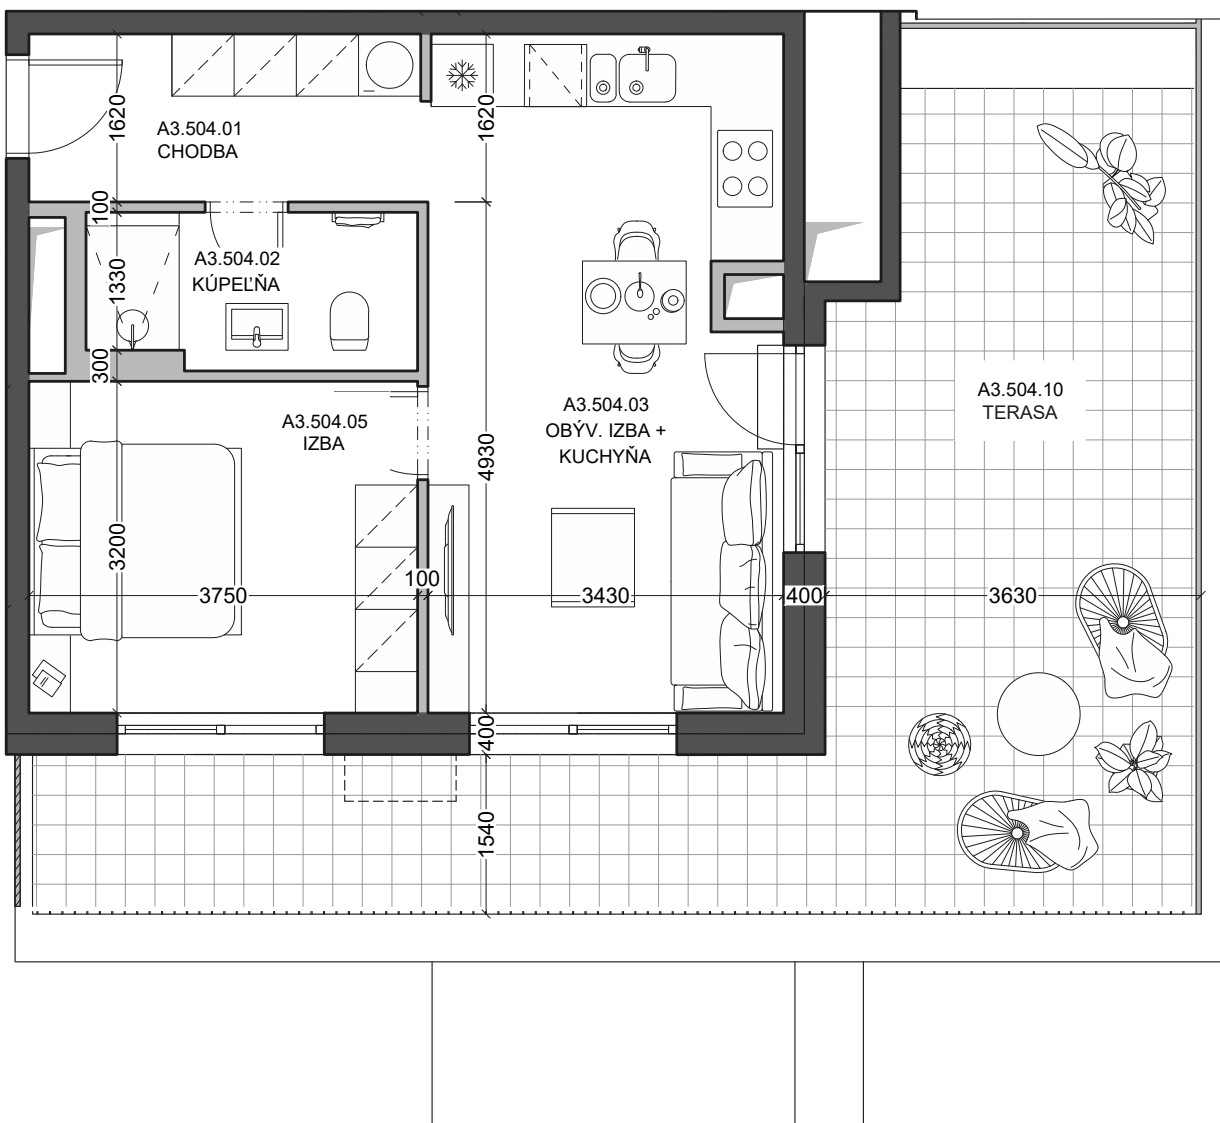 1620
A3.504.01
CHODBA
1620
100
A3.504.02
KÚPEĽŇA
1330
300
A3.504.05
IZBA
A3.504.03
OBÝV. IZBA +
KUCHYŇA
A3.504.10
TERASA
4930
3200
3750
100
3430
400
3630
400
1540